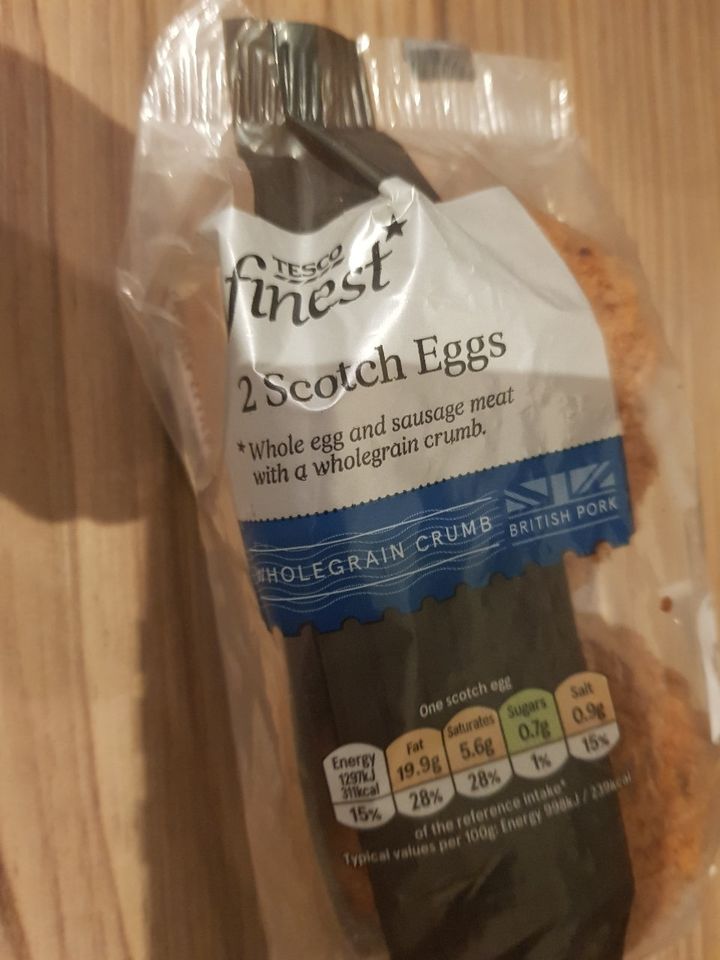 TESCO
finest*
2 Scotch Eggs
*Whole egg and sausage meat
with a wholegrain crumb.
WHOLEGRAIN CRUMB
BRITISH PORK
One scotch egg
Energy
1297kJ
311kcal
15%
Fat
19.9g
28%
Saturates
5.6g
28%
Sugars
0.7g
1%
Salt
0.9g
15%
of the reference intake*
Typical values per 100g: Energy 998kJ / 239kcal